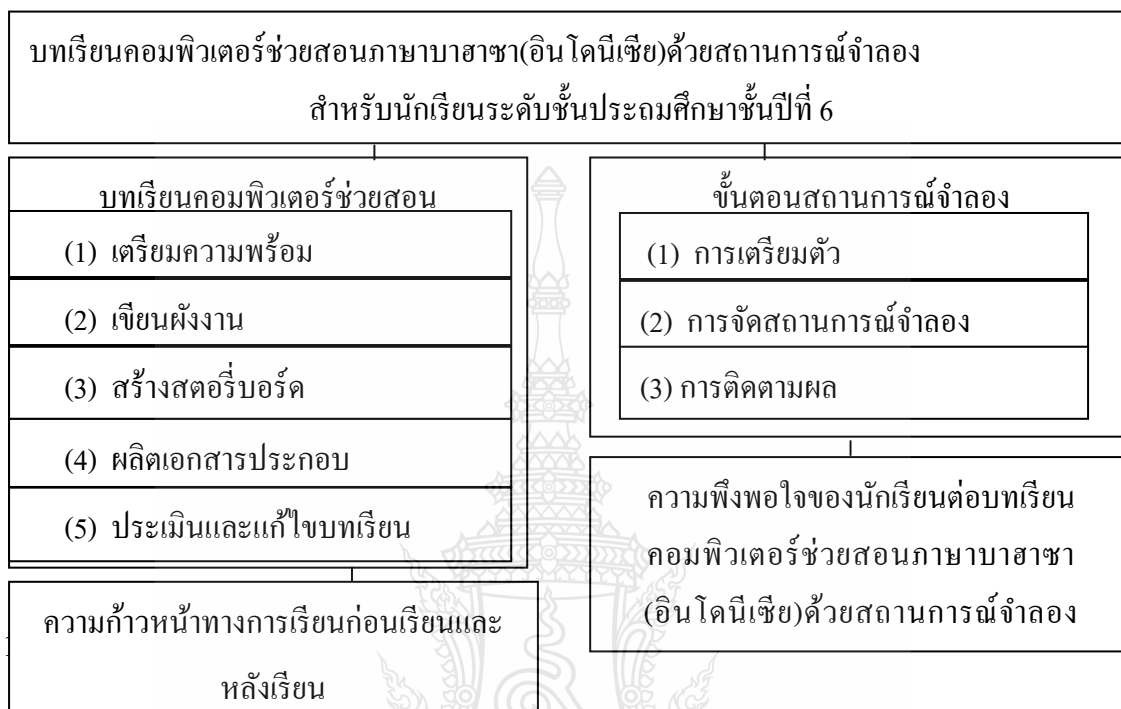 บทเรียนคอมพิวเตอร์ช่วยสอนภาษาบาฮาซา(อินโดนีเซีย)ด้วยสถานการณ์จำลอง
สำหรับนักเรียนระดับชั้นประถมศึกษาชั้นปีที่ 6
บทเรียนคอมพิวเตอร์ช่วยสอน
(1) เตรียมความพร้อม
(2) เขียนผังงาน
(3) สร้างสตอรี่บอร์ด
(4) ผลิตเอกสารประกอบ
(5) ประเมินและแก้ไขบทเรียน
ความก้าวหน้าทางการเรียนก่อนเรียนและ
หลังเรียน
ขั้นตอนสถานการณ์จำลอง
(1) การเตรียมตัว
(2) การจัดสถานการณ์จำลอง
(3) การติดตามผล
ความพึงพอใจของนักเรียนต่อบทเรียน
คอมพิวเตอร์ช่วยสอนภาษาบาฮาซา
(อินโดนีเซีย)ด้วยสถานการณ์จำลอง